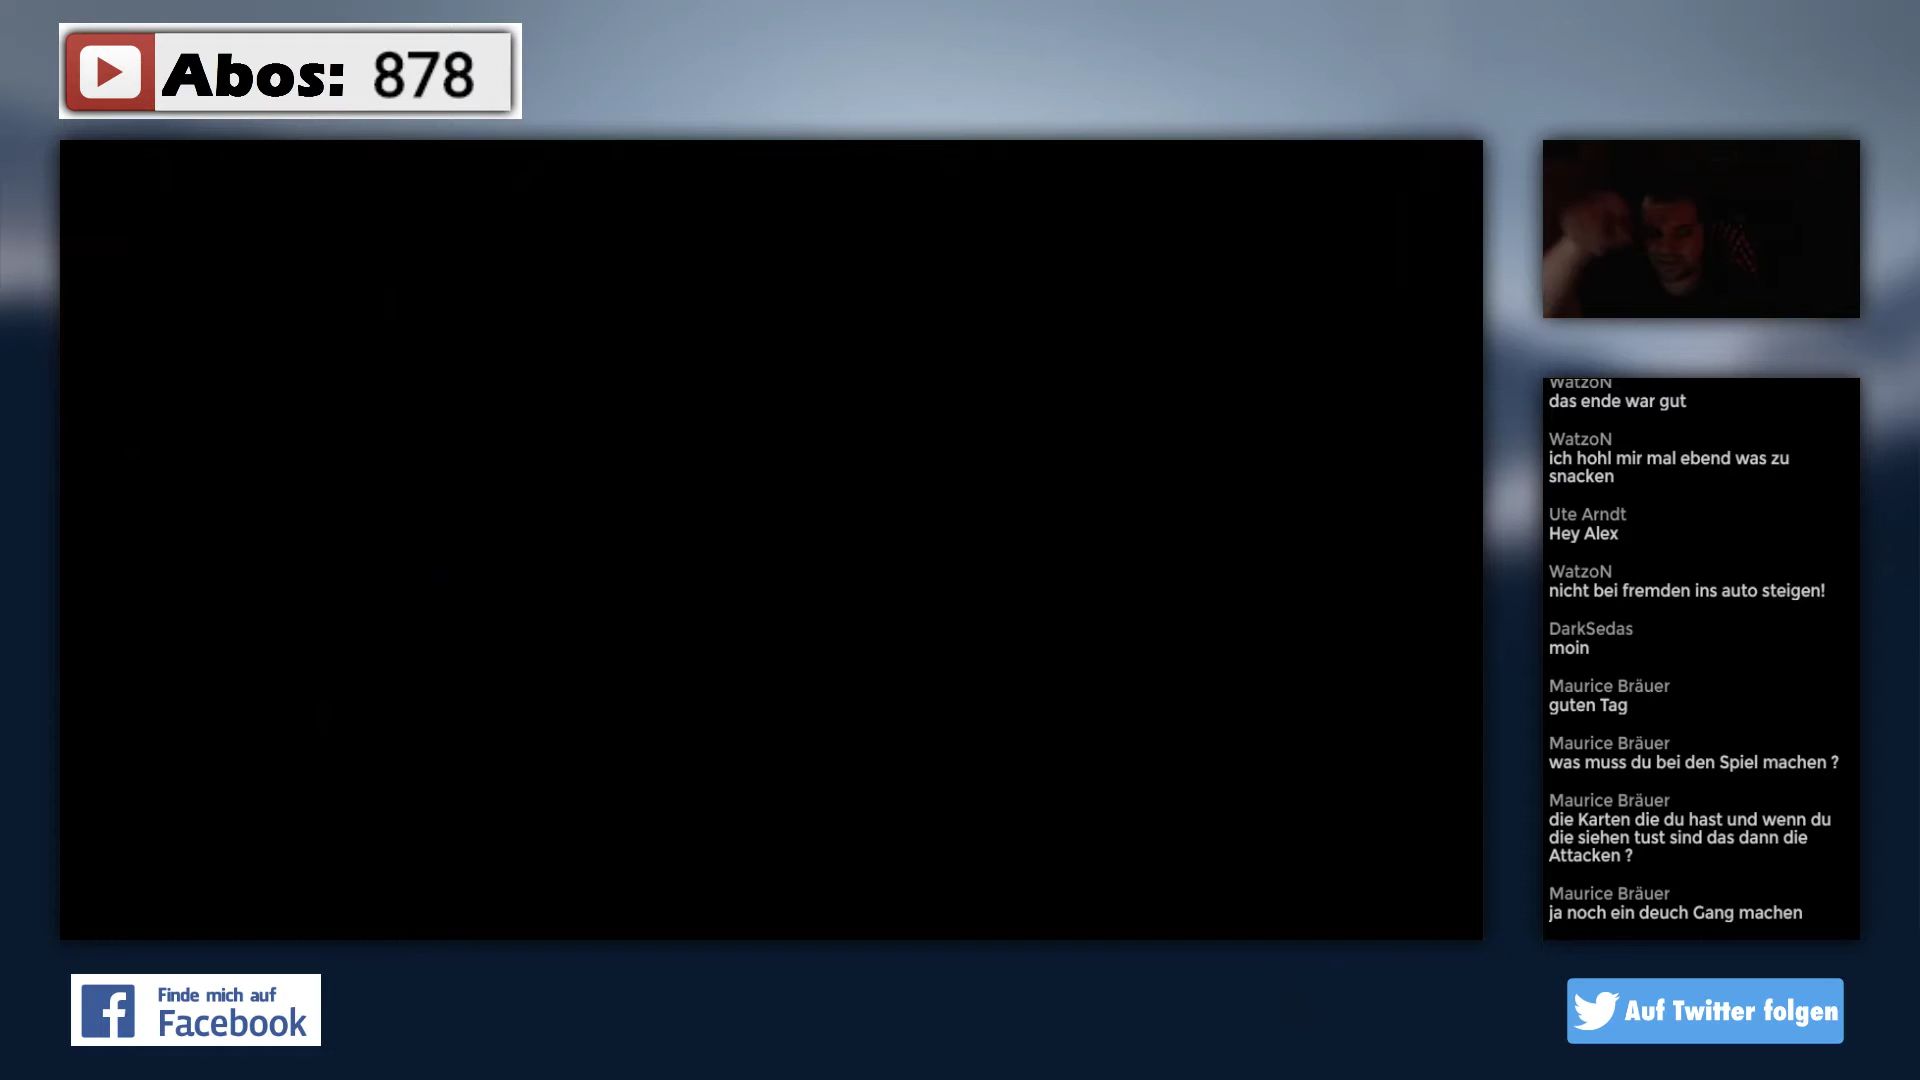 Abos: 878
WatzoN
das ende war gut
WatzoN
ich hohl mir mal ebend was zu
snacken
Ute Arndt
Hey Alex
WatzoN
nicht bei fremden ins auto steigen!
DarkSedas
moin
Maurice Bräuer
guten Tag
Maurice Bräuer
was muss du bei den Spiel machen ?
Maurice Bräuer
die Karten die du hast und wenn du
die siehen tust sind das dann die
Attacken ?
Maurice Bräuer
ja noch ein deuch Gang machen
Finde mich auf
Facebook
Auf Twitter folgen